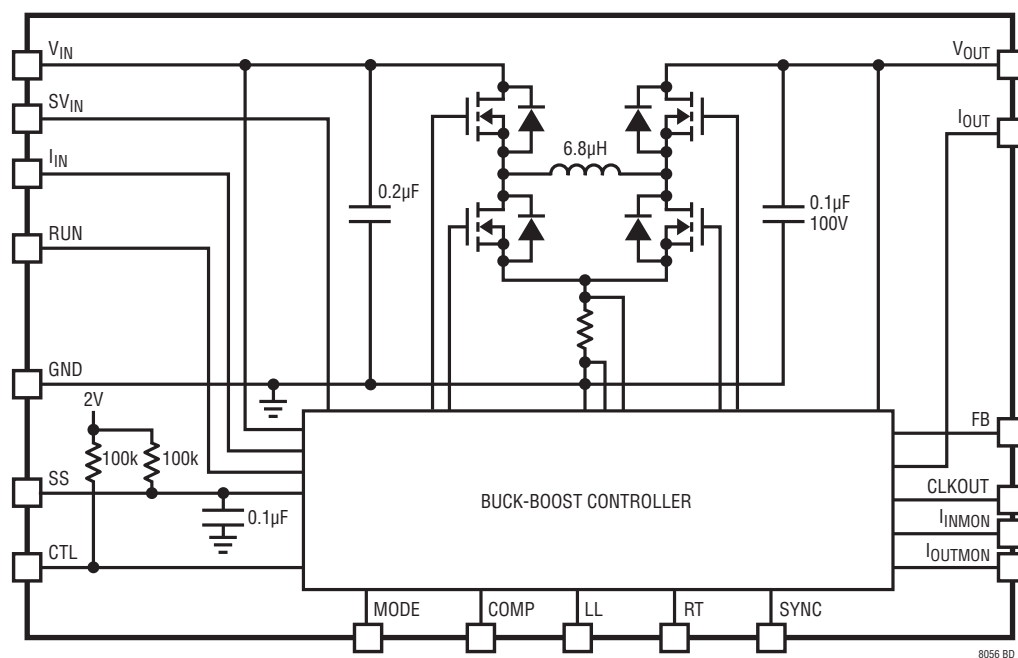 VIN
SVIN
IIN
RUN
GND
2V
100k
100k
SS
0.1µF
CTL
0.2µF
6.8µH
0.1µF
100V
VOUT
IOUT
FB
CLKOUT
IINMON
IOUTMON
BUCK-BOOST CONTROLLER
MODE
COMP
LL
RT
SYNC
8056 BD